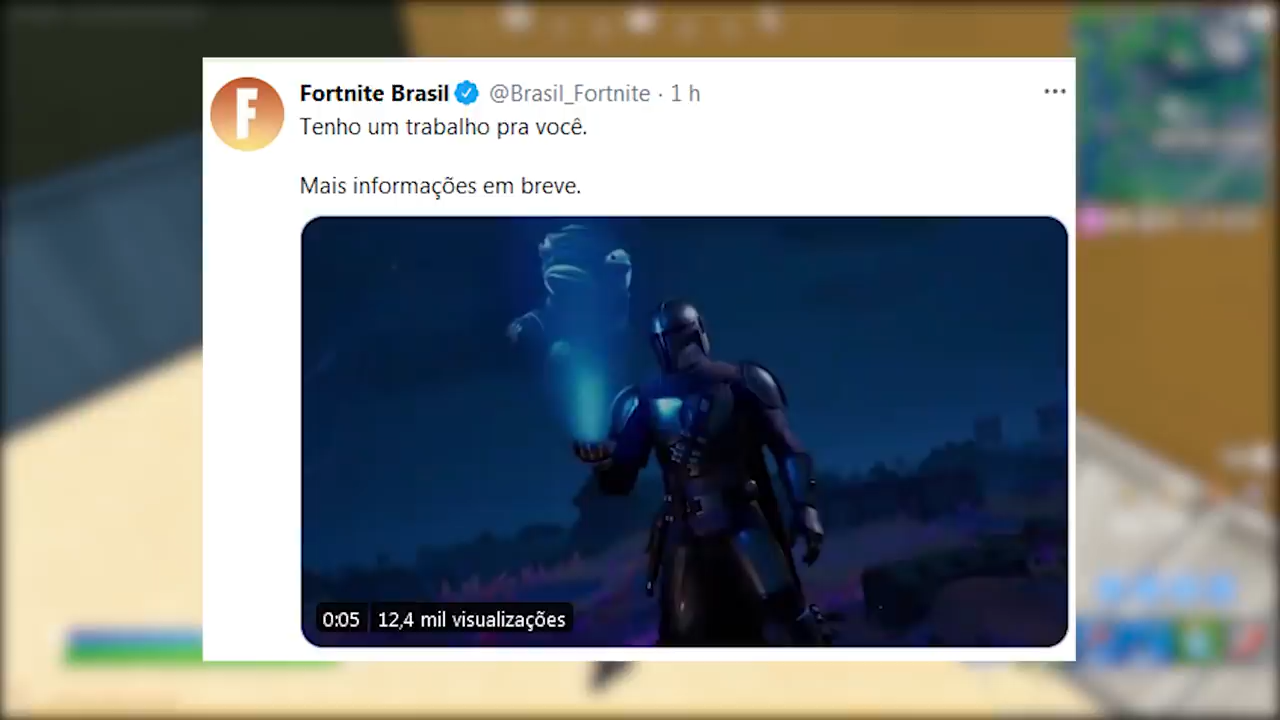 Fortnite Brasil @Brasil_Fortnite · 1 h
Tenho um trabalho pra você.
Mais informações em breve.
0:05 12,4 mil visualizações